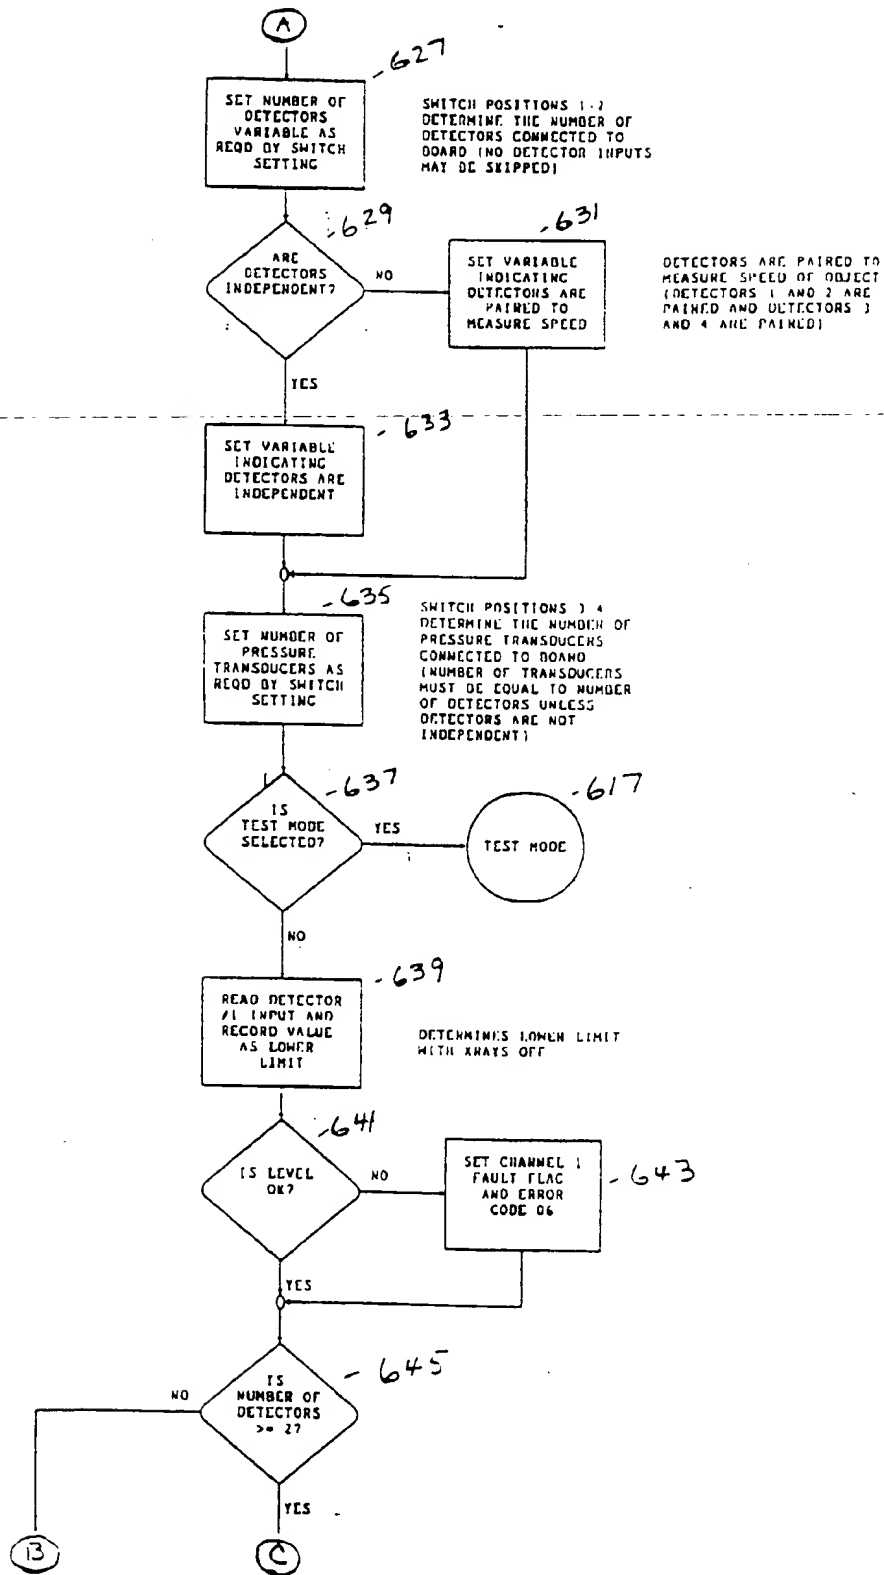 A
627
SET NUMBER OF
DETECTORS
VARIABLE AS
REQD BY SWITCH
SETTING
SWITCH POSITIONS 1-2
DETERMINE THE NUMBER OF
DETECTORS CONNECTED TO
BOARD (NO DETECTOR INPUTS
MAY BE SKIPPED)
629
ARE
DETECTORS
INDEPENDENT?
NO
631
SET VARIABLE
INDICATING
DETECTORS ARE
PAIRED TO
MEASURE SPEED
DETECTORS ARE PAIRED TO
MEASURE SPEED OF OBJECT
(DETECTORS 1 AND 2 ARE
PAIRED AND DETECTORS 3
AND 4 ARE PAIRED)
YES
633
SET VARIABLE
INDICATING
DETECTORS ARE
INDEPENDENT
635
SET NUMBER OF
PRESSURE
TRANSDUCERS AS
REQD BY SWITCH
SETTING
SWITCH POSITIONS 3-4
DETERMINE THE NUMBER OF
PRESSURE TRANSDUCERS
CONNECTED TO BOARD
(NUMBER OF TRANSDUCERS
MUST BE EQUAL TO NUMBER
OF DETECTORS UNLESS
DETECTORS ARE NOT
INDEPENDENT)
637
IS
TEST MODE
SELECTED?
YES
617
TEST MODE
NO
639
READ DETECTOR
#1 INPUT AND
RECORD VALUE
AS LOWER
LIMIT
DETERMINES LOWER LIMIT
WITH XRAYS OFF
641
IS LEVEL
OK?
NO
SET CHANNEL 1
FAULT FLAG
AND ERROR
CODE 06
643
YES
645
IS
NUMBER OF
DETECTORS
>= 2?
NO
YES
B
C